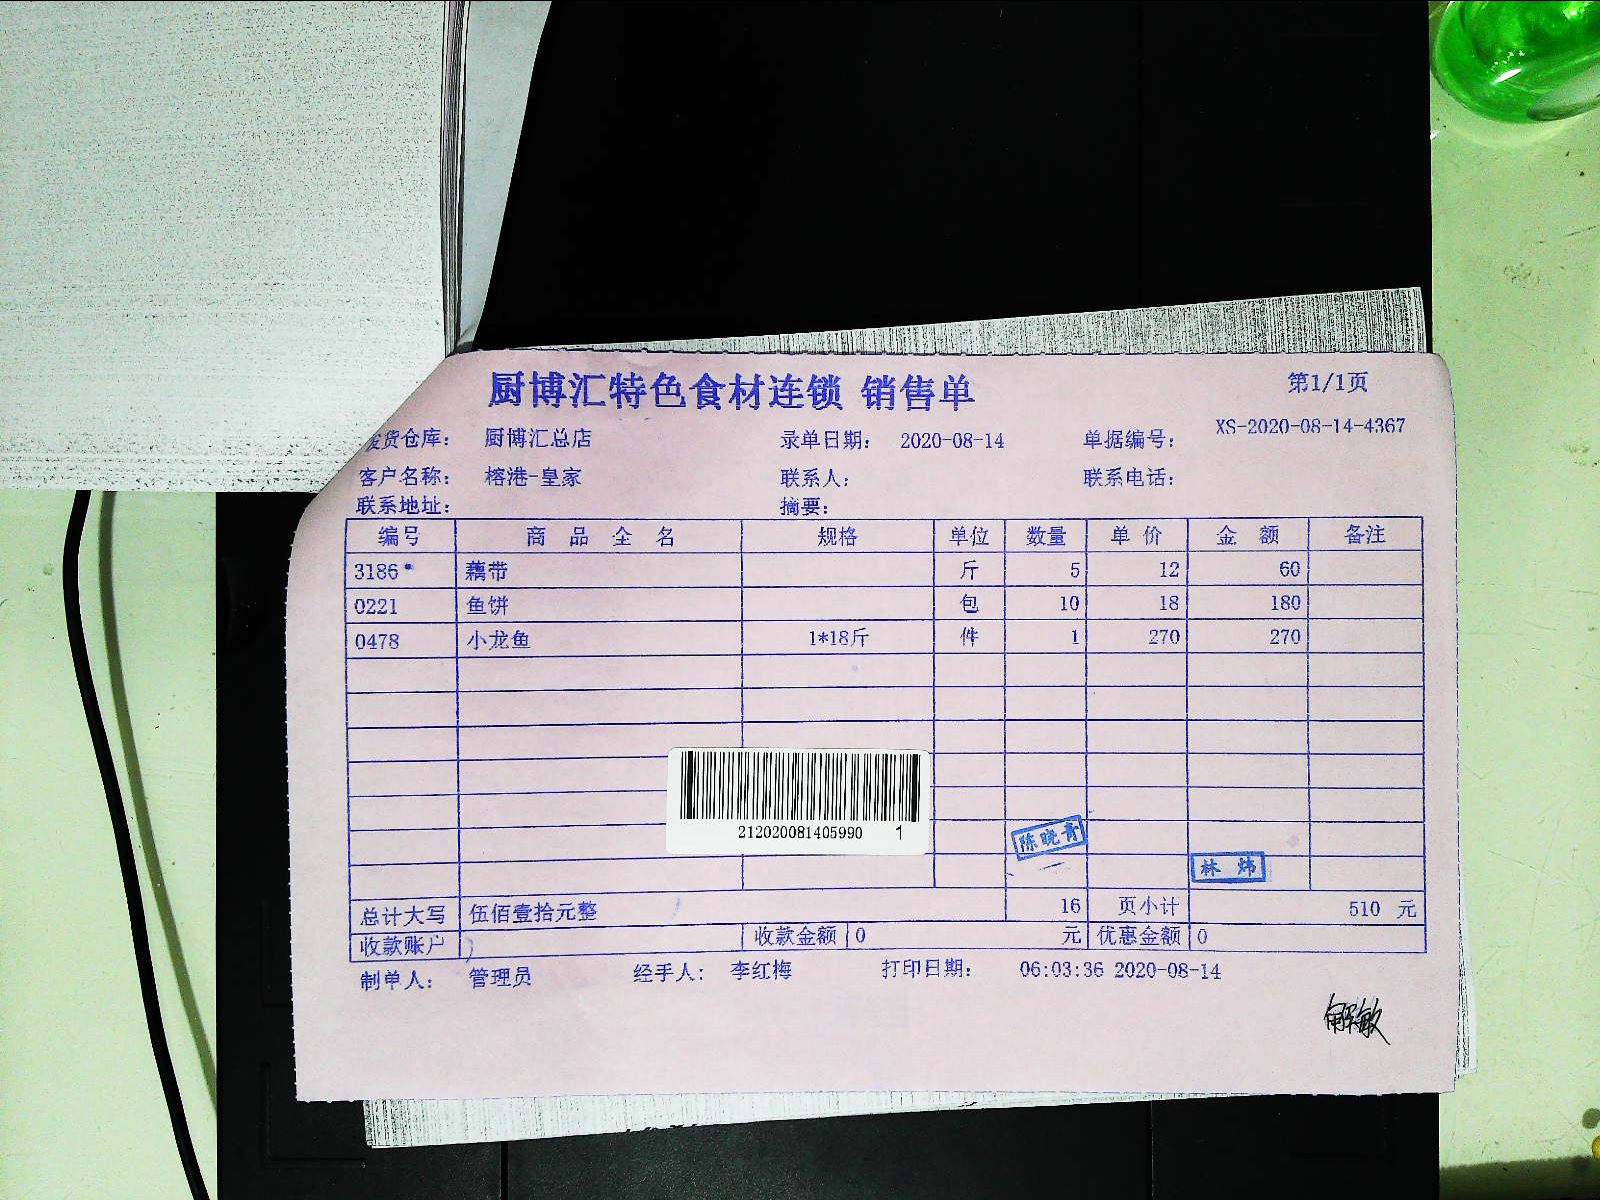 厨博汇特色食材连锁 销售单 第1/1页
发货仓库: 厨博汇总店 录单日期: 2020-08-14 单据编号: XS-2020-08-14-4367
客户名称: 榕港-皇家 联系人: 联系电话:
联系地址: 摘要:
编号 商品全名 规格 单位 数量 单价 金额 备注
3186* 藕带 斤 5 12 60
0221 鱼饼 包 10 18 180
0478 小龙鱼 1*18斤 件 1 270 270
212020081405990 1
陈晓青
林炜
总计大写 伍佰壹拾元整 16 页小计 510 元
收款账户 收款金额 0 元 优惠金额 0
制单人: 管理员 经手人: 李红梅 打印日期: 06:03:36 2020-08-14
解敏